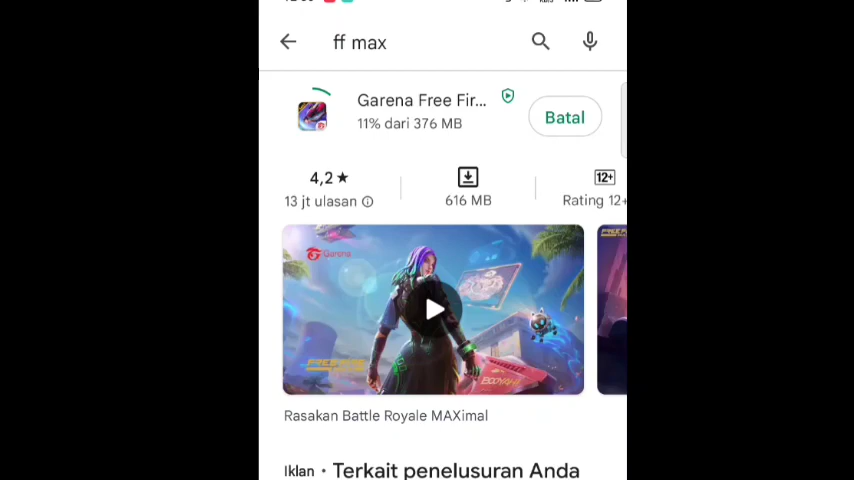 ff max
Garena Free Fir...
11% dari 376 MB
Batal
4,2 ★
13 jt ulasan
616 MB
12+
Rating 12+
Garena
BOOYAH
Rasakan Battle Royale MAXimal
Iklan • Terkait penelusuran Anda